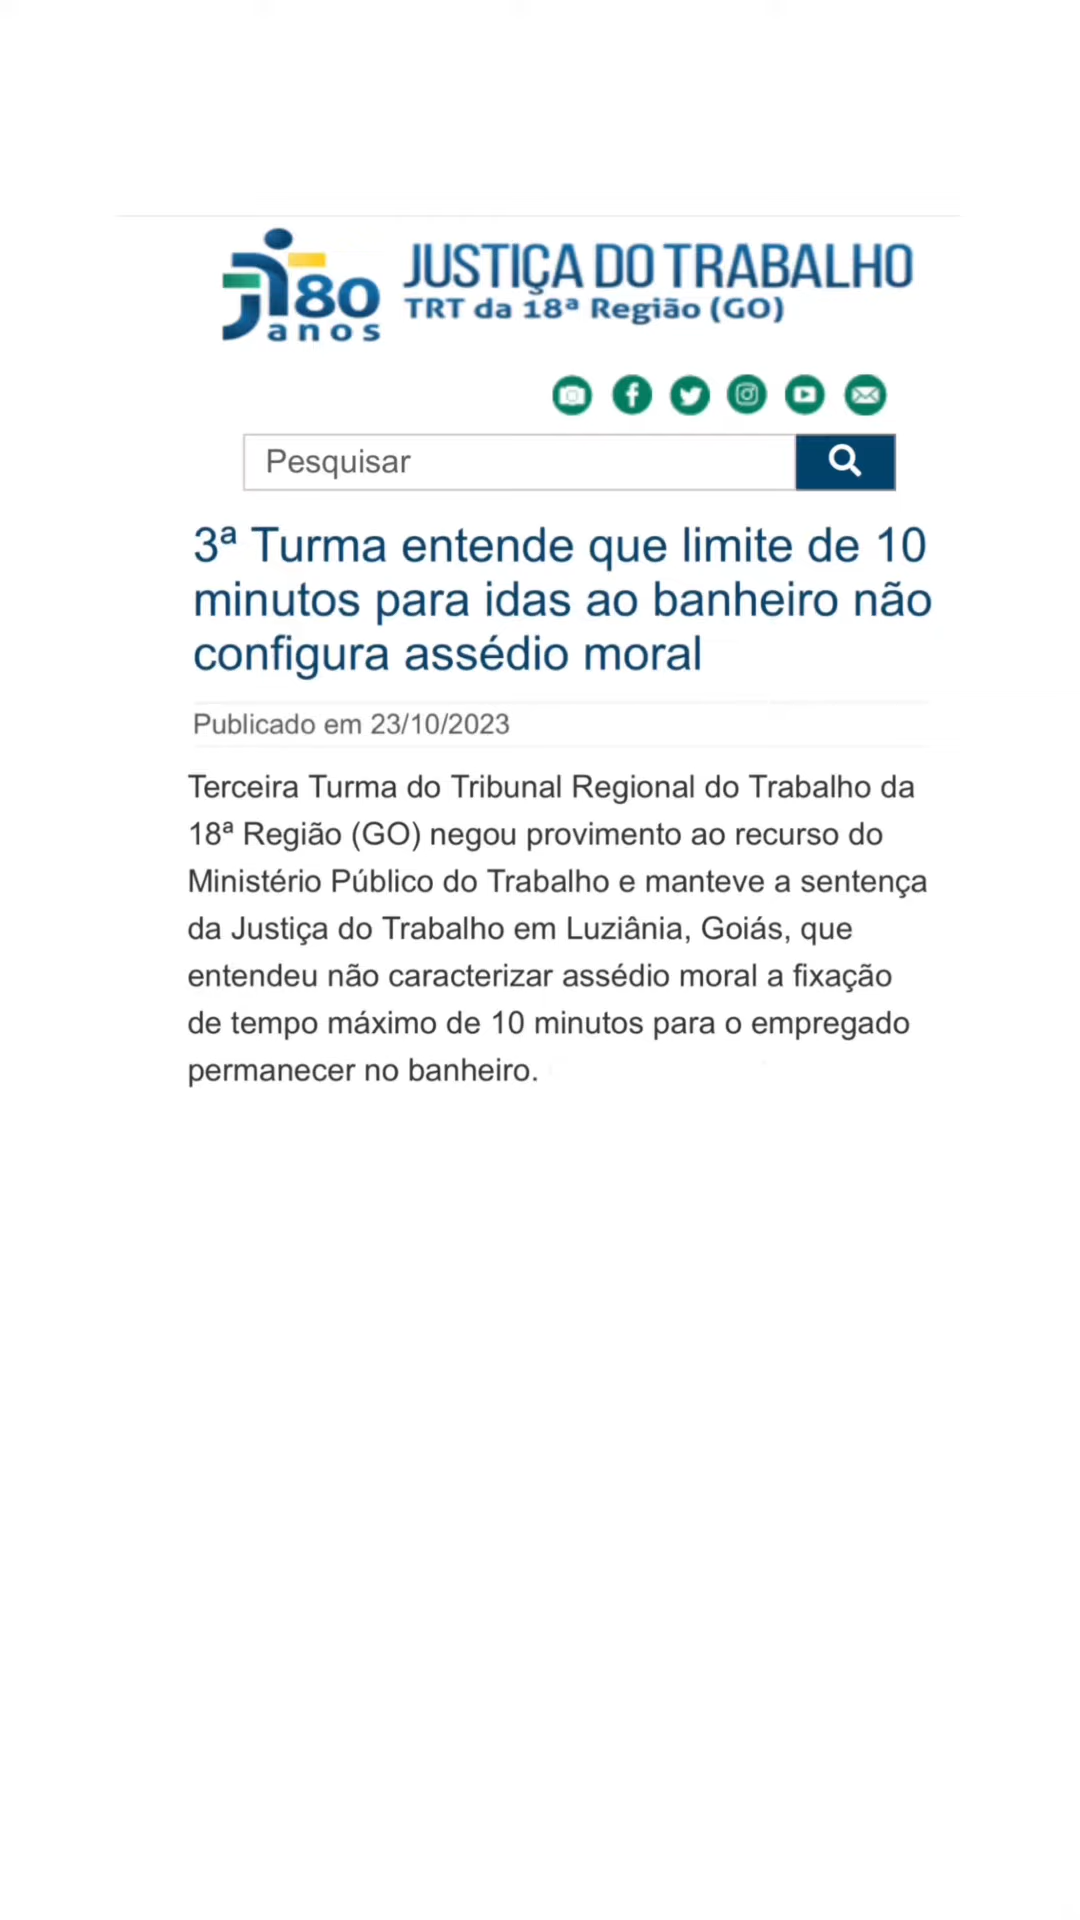 80
anos
JUSTIÇA DO TRABALHO
TRT da 18ª Região (GO)
Pesquisar
3ª Turma entende que limite de 10
minutos para idas ao banheiro não
configura assédio moral
Publicado em 23/10/2023
Terceira Turma do Tribunal Regional do Trabalho da
18ª Região (GO) negou provimento ao recurso do
Ministério Público do Trabalho e manteve a sentença
da Justiça do Trabalho em Luziânia, Goiás, que
entendeu não caracterizar assédio moral a fixação
de tempo máximo de 10 minutos para o empregado
permanecer no banheiro.